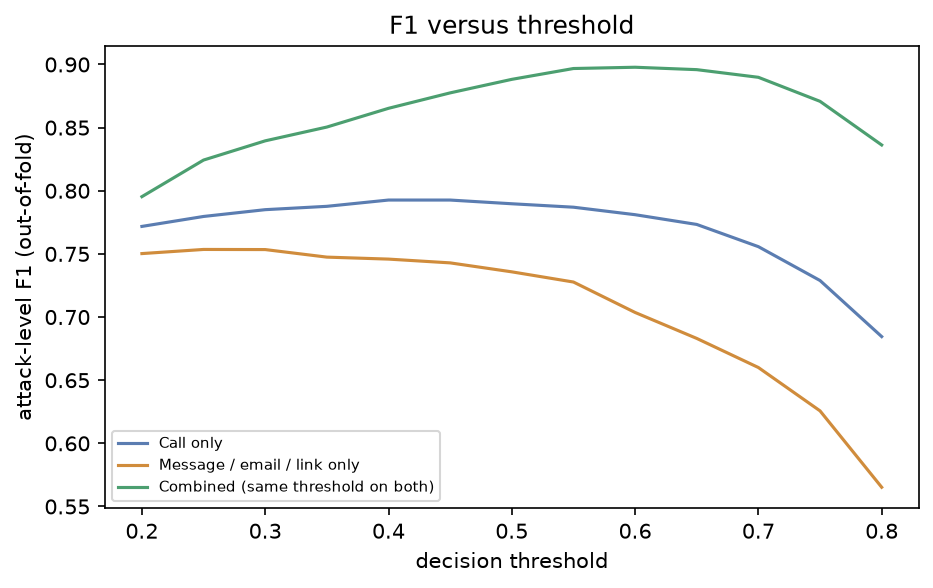 F1 versus threshold
attack-level F1 (out-of-fold)
0.90
0.85
0.80
0.75
0.70
0.65
0.60
0.55
Call only
Message / email / link only
Combined (same threshold on both)
0.2 0.3 0.4 0.5 0.6 0.7 0.8
decision threshold